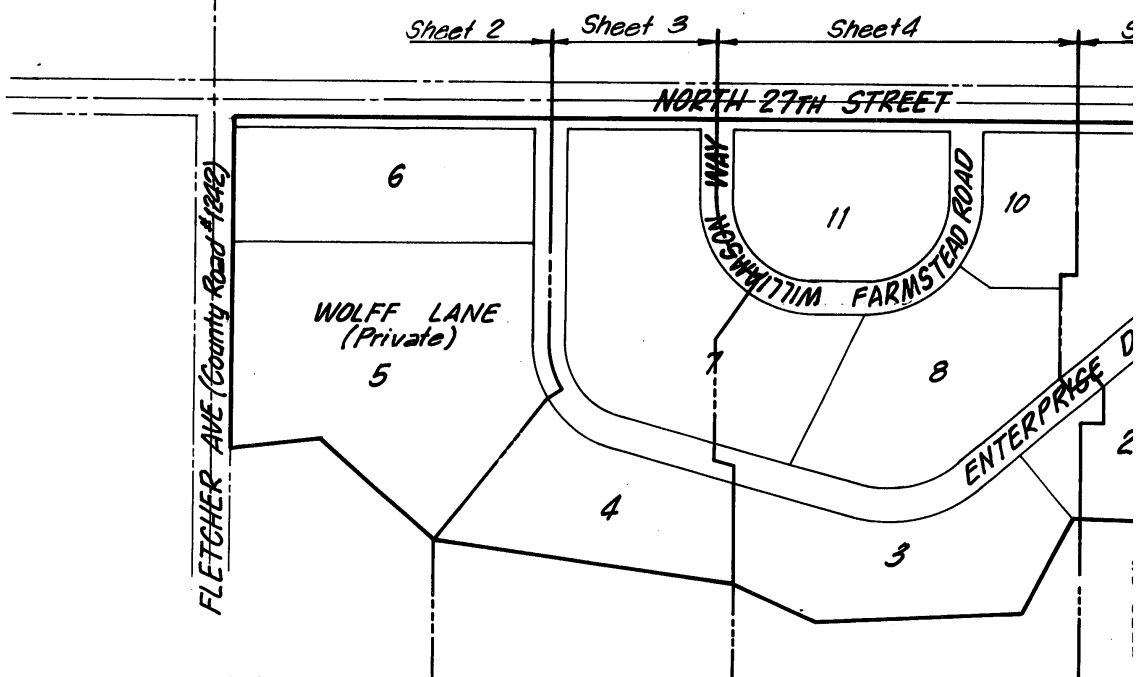 Sheet 2
Sheet 3
Sheet 4
S
NORTH 27TH STREET
6
WAY
WILLIAMSON
FARMSTEAD ROAD
11
10
FLETCHER AVE (County Road #1242)
WOLFF LANE
(Private)
5
7
8
ENTERPRISE D
2
4
3